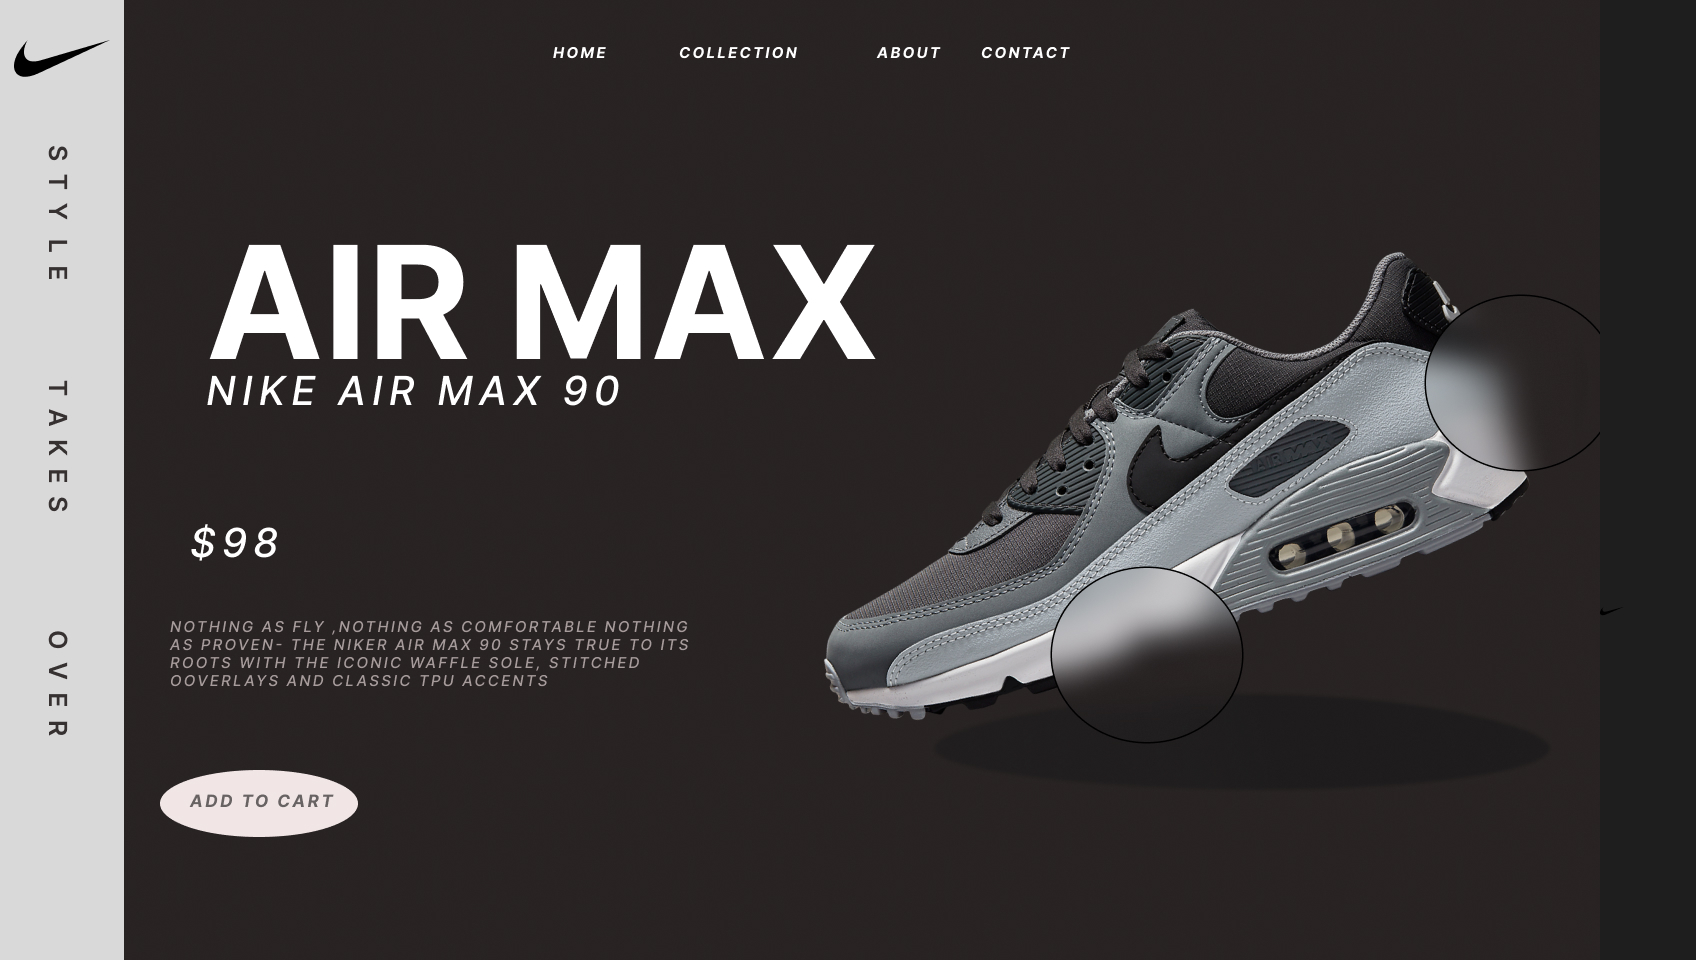 HOME COLLECTION ABOUT CONTACT
STYLE TAKES OVER
AIR MAX
NIKE AIR MAX 90
$98
NOTHING AS FLY ,NOTHING AS COMFORTABLE NOTHING
AS PROVEN- THE NIKER AIR MAX 90 STAYS TRUE TO ITS
ROOTS WITH THE ICONIC WAFFLE SOLE, STITCHED
OOVERLAYS AND CLASSIC TPU ACCENTS
ADD TO CART
AIR MAX